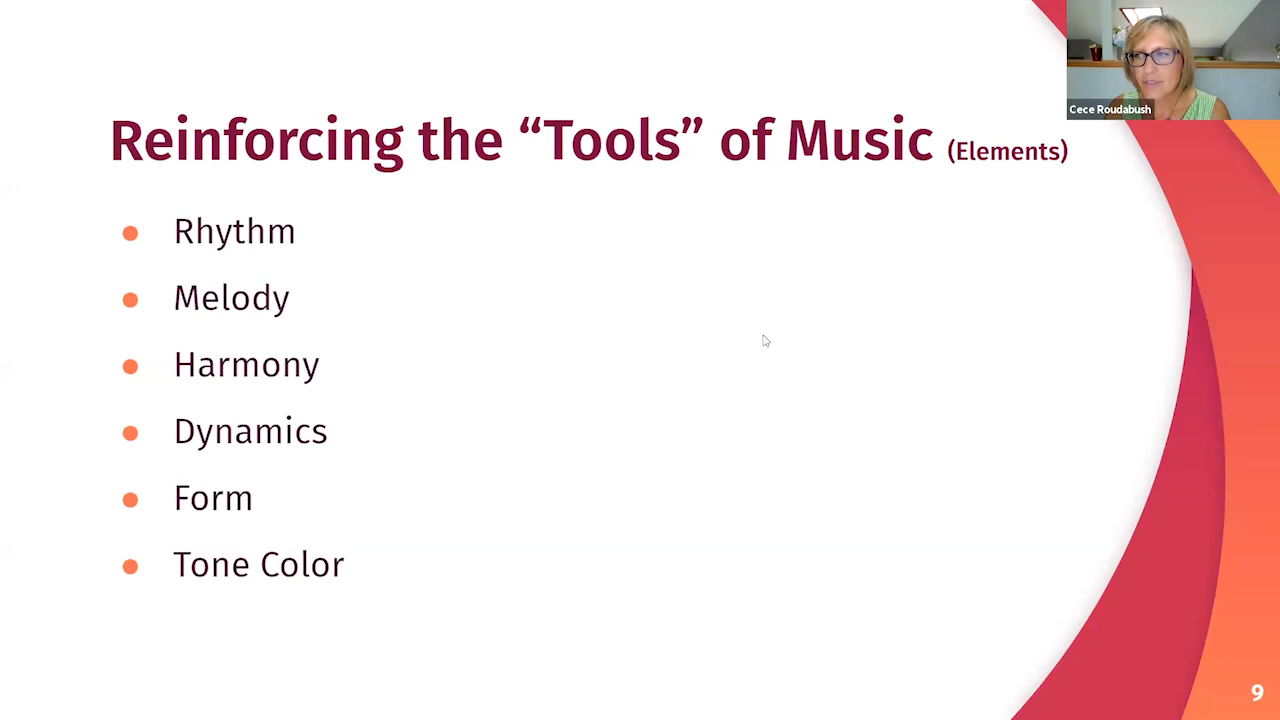 Cece Roudabush
Reinforcing the “Tools” of Music (Elements)
● Rhythm
● Melody
● Harmony
● Dynamics
● Form
● Tone Color
9